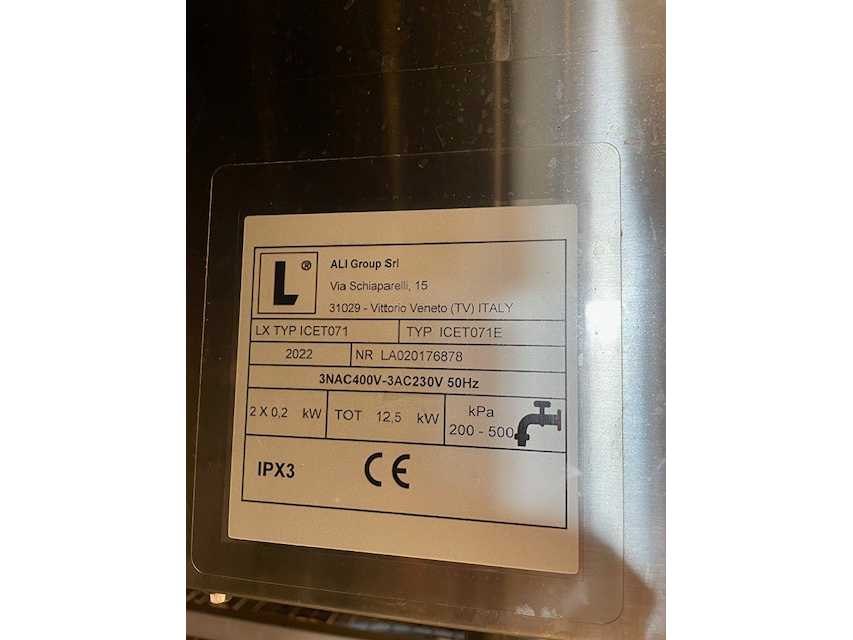 L ®
ALI Group Srl
Via Schiaparelli, 15
31029 - Vittorio Veneto (TV) ITALY
LX TYP ICET071 TYP ICET071E
2022 NR LA020176878
3NAC400V-3AC230V 50Hz
2 X 0,2 kW TOT 12,5 kW kPa
200 - 500
IPX3 CE